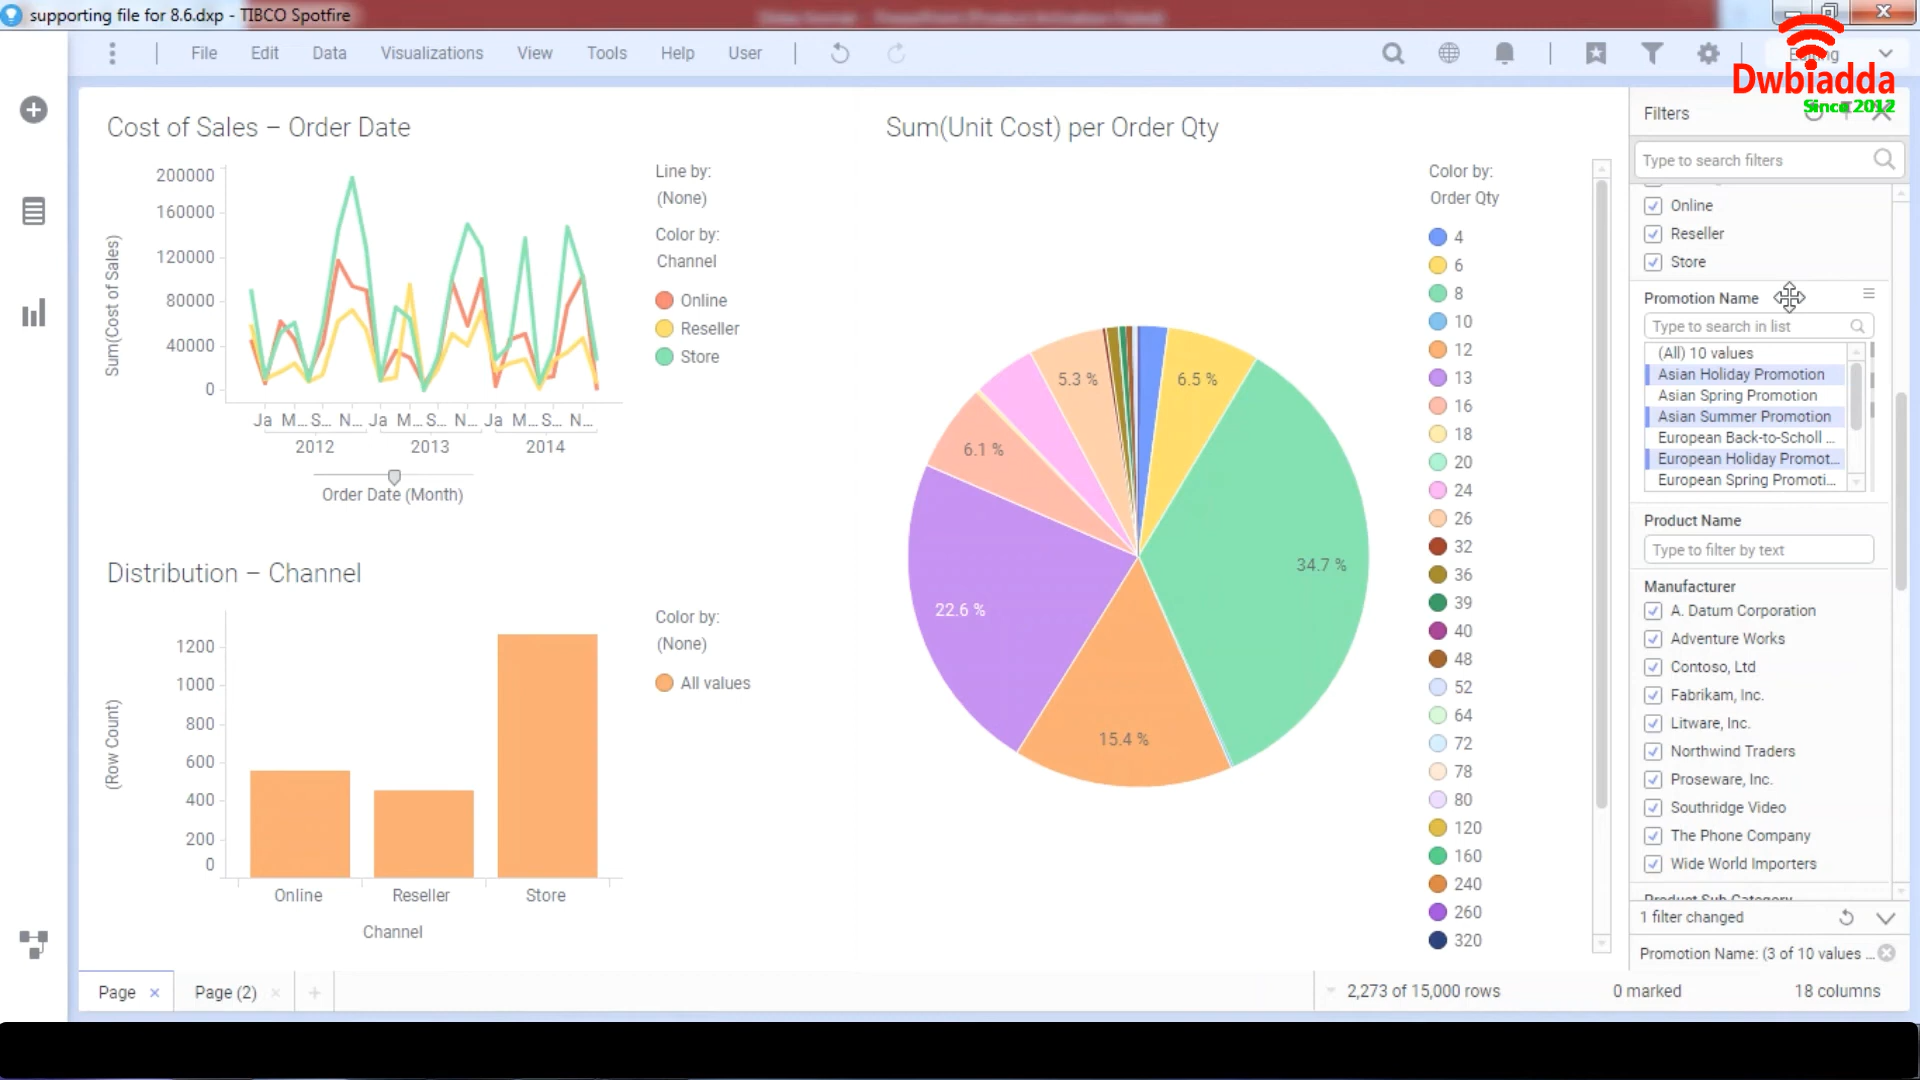 supporting file for 8.6.dxp - TIBCO Spotfire
File Edit Data Visualizations View Tools Help User
Dwbiadda
Since 2012
Cost of Sales – Order Date
200000
160000
120000
80000
40000
0
Sum(Cost of Sales)
Ja M... S... N... Ja M... S... N... Ja M... S... N...
2012 2013 2014
Order Date (Month)
Line by:
(None)
Color by:
Channel
Online
Reseller
Store
Distribution – Channel
1200
1000
800
600
400
200
0
(Row Count)
Online Reseller Store
Channel
Color by:
(None)
All values
Sum(Unit Cost) per Order Qty
5.3 %
6.5 %
6.1 %
34.7 %
22.6 %
15.4 %
Color by:
Order Qty
4
6
8
10
12
13
16
18
20
24
26
32
36
39
40
48
52
64
72
78
80
120
160
240
260
320
Filters
Type to search filters
Online
Reseller
Store
Promotion Name
Type to search in list
(All) 10 values
Asian Holiday Promotion
Asian Spring Promotion
Asian Summer Promotion
European Back-to-Scholl ...
European Holiday Promot...
European Spring Promoti...
Product Name
Type to filter by text
Manufacturer
A. Datum Corporation
Adventure Works
Contoso, Ltd
Fabrikam, Inc.
Litware, Inc.
Northwind Traders
Proseware, Inc.
Southridge Video
The Phone Company
Wide World Importers
Product Sub Category
1 filter changed
Promotion Name: (3 of 10 values ...
Page Page (2)
2,273 of 15,000 rows 0 marked 18 columns